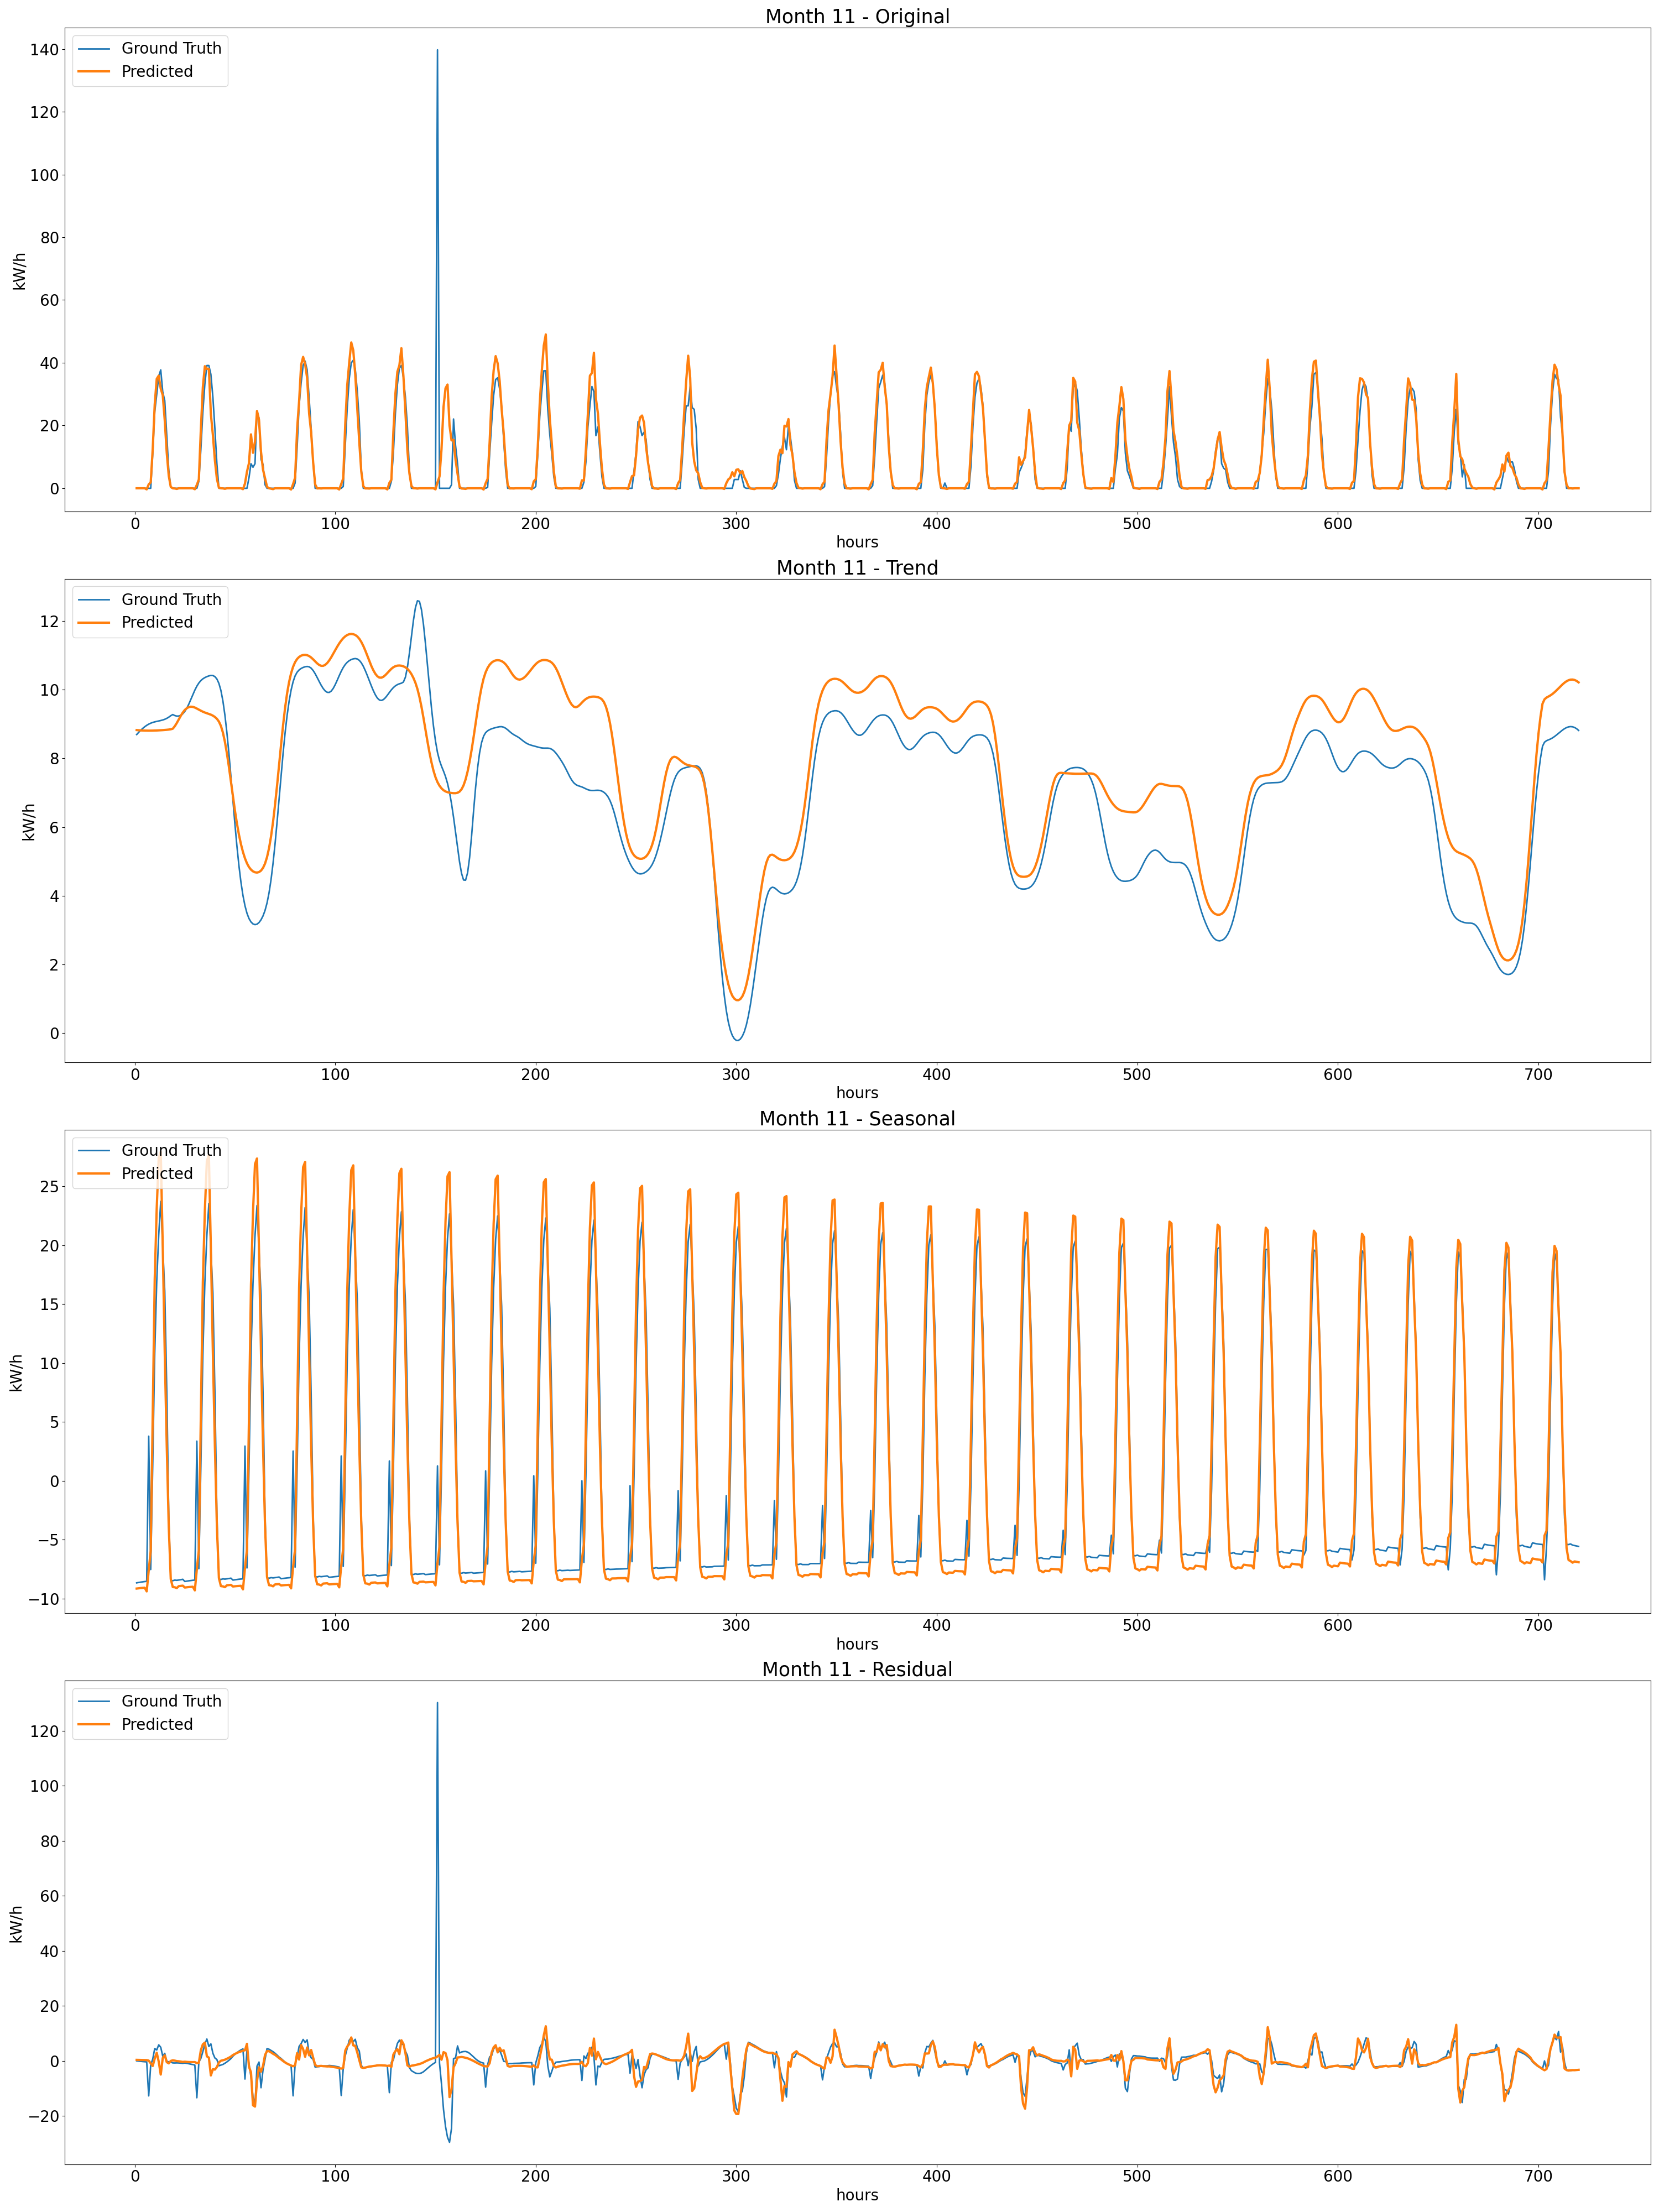 Month 11 - Original
Ground Truth
Predicted
140
120
100
80
60
40
20
0
kW/h
0 100 200 300 400 500 600 700
hours
Month 11 - Trend
Ground Truth
Predicted
12
10
8
6
4
2
0
kW/h
0 100 200 300 400 500 600 700
hours
Month 11 - Seasonal
Ground Truth
Predicted
25
20
15
10
5
0
−5
−10
kW/h
0 100 200 300 400 500 600 700
hours
Month 11 - Residual
Ground Truth
Predicted
120
100
80
60
40
20
0
−20
kW/h
0 100 200 300 400 500 600 700
hours